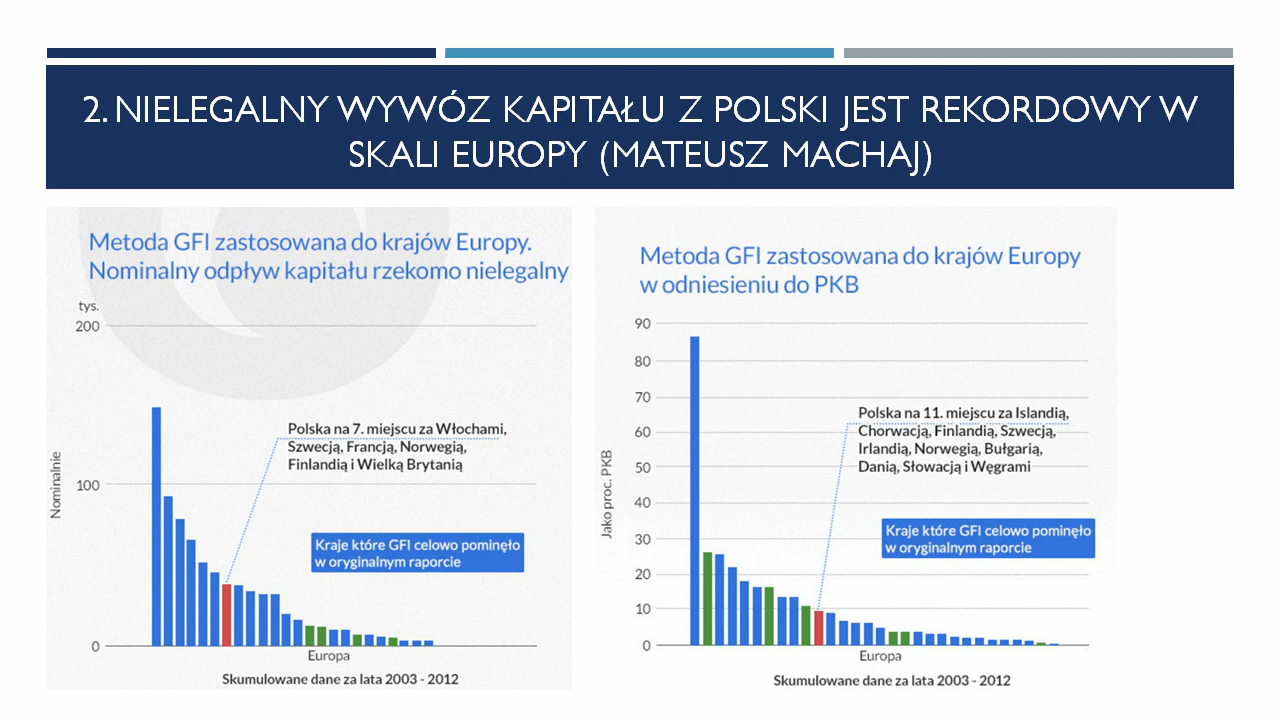 2. NIELEGALNY WYWÓZ KAPITAŁU Z POLSKI JEST REKORDOWY W
SKALI EUROPY (MATEUSZ MACHAJ)
Metoda GFI zastosowana do krajów Europy.
Nominalny odpływ kapitału rzekomo nielegalny
tys.
200
100
0
Nominalnie
Polska na 7. miejscu za Włochami,
Szwecją, Francją, Norwegią,
Finlandią i Wielką Brytanią
Kraje które GFI celowo pominęło
w oryginalnym raporcie
Europa
Skumulowane dane za lata 2003 - 2012
Metoda GFI zastosowana do krajów Europy
w odniesieniu do PKB
90
80
70
60
50
40
30
20
10
0
Jako proc. PKB
Polska na 11. miejscu za Islandią,
Chorwacją, Finlandią, Szwecją,
Irlandią, Norwegią, Bułgarią,
Danią, Słowacją i Węgrami
Kraje które GFI celowo pominęło
w oryginalnym raporcie
Europa
Skumulowane dane za lata 2003 - 2012